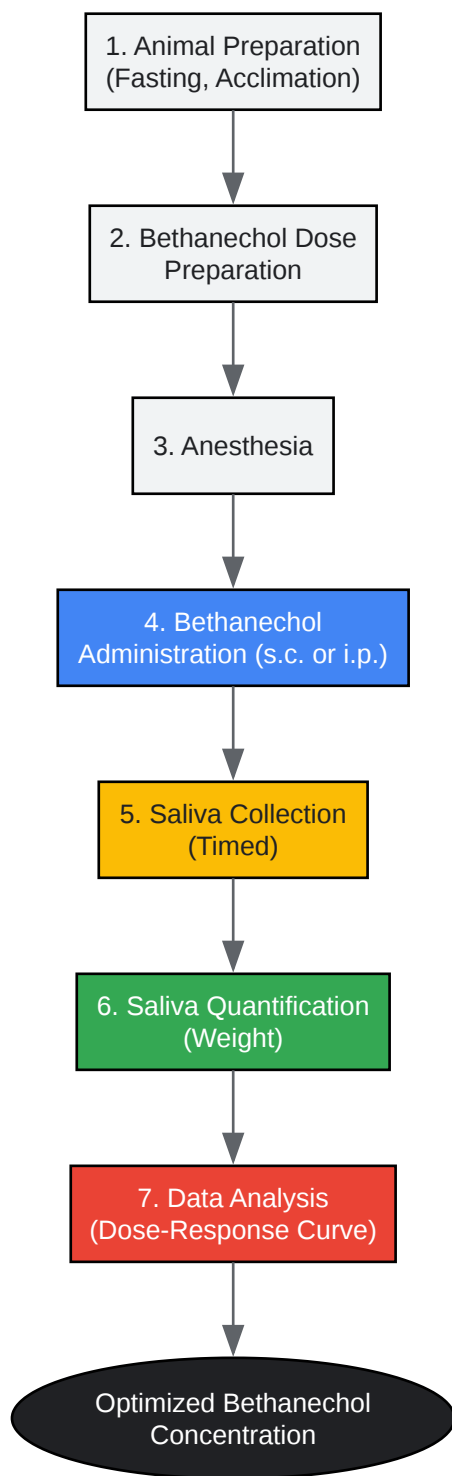 1. Animal Preparation
(Fasting, Acclimation)
2. Bethanechol Dose
Preparation
3. Anesthesia
4. Bethanechol
Administration (s.c. or i.p.)
5. Saliva Collection
(Timed)
6. Saliva Quantification
(Weight)
7. Data Analysis
(Dose-Response Curve)
Optimized Bethanechol
Concentration